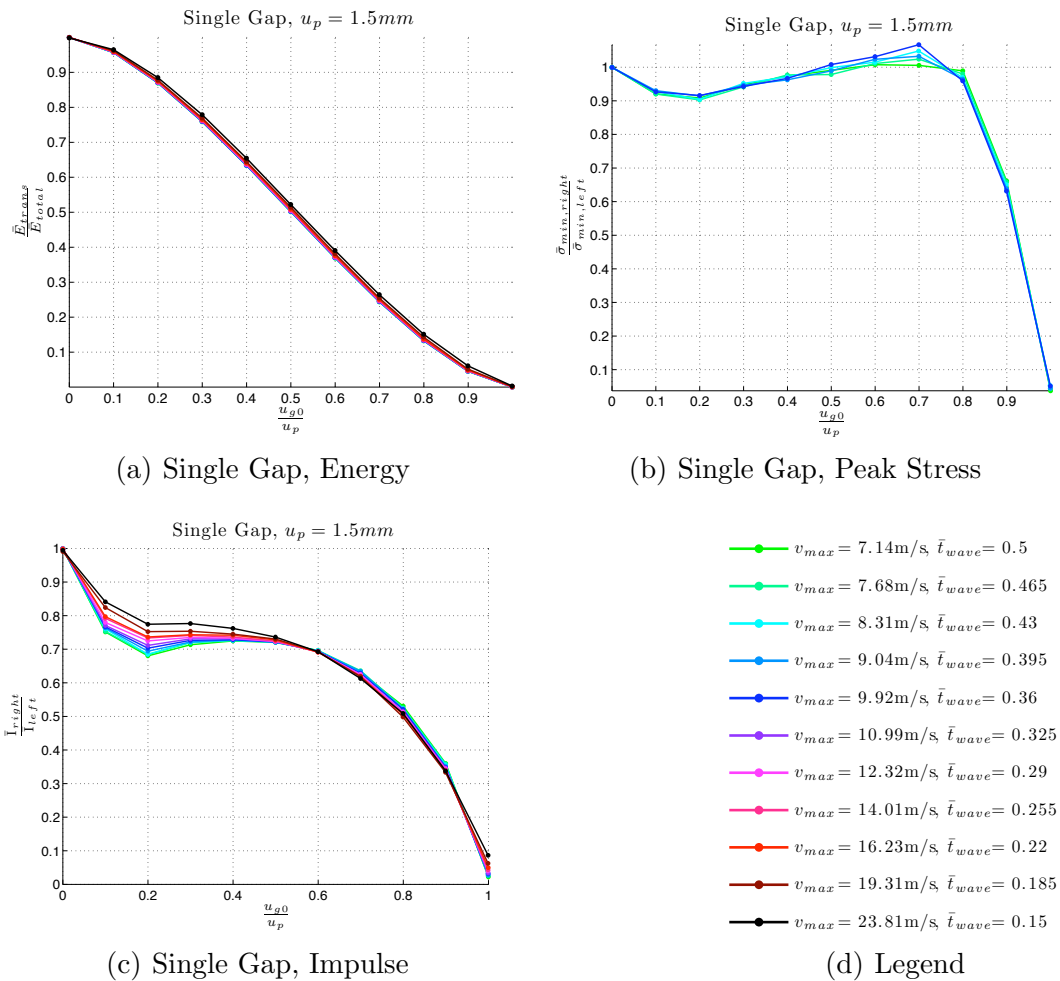 Single Gap, u_p = 1.5mm
0.9
0.8
0.7
0.6
0.5
0.4
0.3
0.2
0.1
Ē_trans / Ē_total
0 0.1 0.2 0.3 0.4 0.5 0.6 0.7 0.8 0.9
u_g0 / u_p
(a) Single Gap, Energy
Single Gap, u_p = 1.5mm
1
0.9
0.8
0.7
0.6
0.5
0.4
0.3
0.2
0.1
σ̄_min,right / σ̄_min,left
0 0.1 0.2 0.3 0.4 0.5 0.6 0.7 0.8 0.9
u_g0 / u_p
(b) Single Gap, Peak Stress
Single Gap, u_p = 1.5mm
1
0.9
0.8
0.7
0.6
0.5
0.4
0.3
0.2
0.1
0
Ī_right / Ī_left
0 0.2 0.4 0.6 0.8 1
u_g0 / u_p
(c) Single Gap, Impulse
v_max = 7.14m/s, t̄_wave = 0.5
v_max = 7.68m/s, t̄_wave = 0.465
v_max = 8.31m/s, t̄_wave = 0.43
v_max = 9.04m/s, t̄_wave = 0.395
v_max = 9.92m/s, t̄_wave = 0.36
v_max = 10.99m/s, t̄_wave = 0.325
v_max = 12.32m/s, t̄_wave = 0.29
v_max = 14.01m/s, t̄_wave = 0.255
v_max = 16.23m/s, t̄_wave = 0.22
v_max = 19.31m/s, t̄_wave = 0.185
v_max = 23.81m/s, t̄_wave = 0.15
(d) Legend